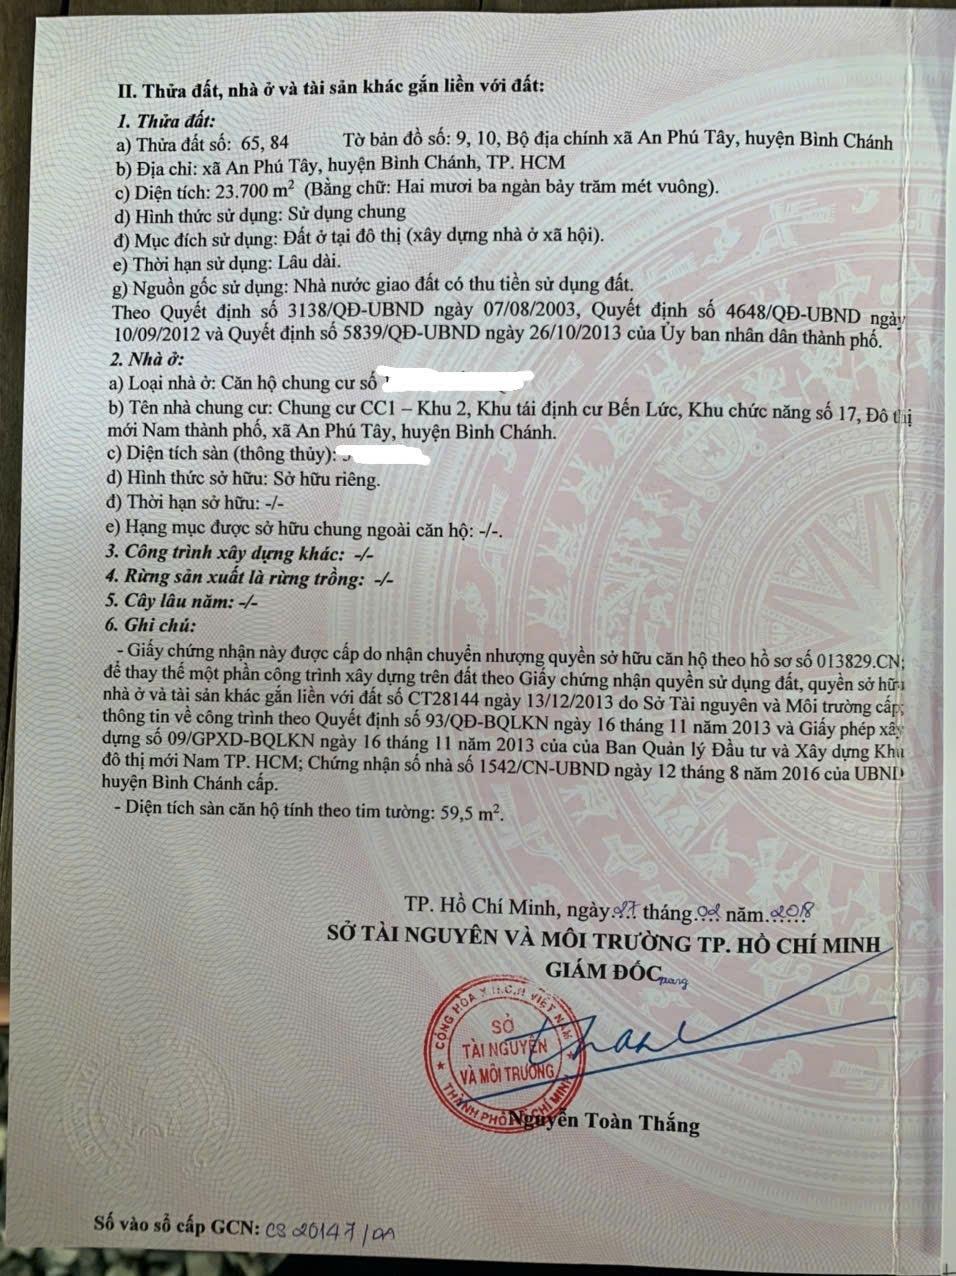 II. Thửa đất, nhà ở và tài sản khác gắn liền với đất:
1. Thửa đất:
a) Thửa đất số: 65, 84 Tờ bản đồ số: 9, 10, Bộ địa chính xã An Phú Tây, huyện Bình Chánh
b) Địa chỉ: xã An Phú Tây, huyện Bình Chánh, TP. HCM
c) Diện tích: 23.700 m² (Bằng chữ: Hai mươi ba ngàn bảy trăm mét vuông).
d) Hình thức sử dụng: Sử dụng chung
đ) Mục đích sử dụng: Đất ở tại đô thị (xây dựng nhà ở xã hội).
e) Thời hạn sử dụng: Lâu dài.
g) Nguồn gốc sử dụng: Nhà nước giao đất có thu tiền sử dụng đất.
Theo Quyết định số 3138/QĐ-UBND ngày 07/08/2003, Quyết định số 4648/QĐ-UBND ngày
10/09/2012 và Quyết định số 5839/QĐ-UBND ngày 26/10/2013 của Ủy ban nhân dân thành phố.
2. Nhà ở:
a) Loại nhà ở: Căn hộ chung cư số
b) Tên nhà chung cư: Chung cư CC1 – Khu 2, Khu tái định cư Bến Lức, Khu chức năng số 17, Đô thị
mới Nam thành phố, xã An Phú Tây, huyện Bình Chánh.
c) Diện tích sàn (thông thủy):
d) Hình thức sở hữu: Sở hữu riêng.
đ) Thời hạn sở hữu: -/-
e) Hạng mục được sở hữu chung ngoài căn hộ: -/-.
3. Công trình xây dựng khác: -/-
4. Rừng sản xuất là rừng trồng: -/-
5. Cây lâu năm: -/-
6. Ghi chú:
- Giấy chứng nhận này được cấp do nhận chuyển nhượng quyền sở hữu căn hộ theo hồ sơ số 013829.CN;
để thay thế một phần công trình xây dựng trên đất theo Giấy chứng nhận quyền sử dụng đất, quyền sở hữu
nhà ở và tài sản khác gắn liền với đất số CT28144 ngày 13/12/2013 do Sở Tài nguyên và Môi trường cấp;
thông tin về công trình theo Quyết định số 93/QĐ-BQLKN ngày 16 tháng 11 năm 2013 và Giấy phép xây
dựng số 09/GPXD-BQLKN ngày 16 tháng 11 năm 2013 của của Ban Quản lý Đầu tư và Xây dựng Khu
đô thị mới Nam TP. HCM; Chứng nhận số nhà số 1542/CN-UBND ngày 12 tháng 8 năm 2016 của UBND
huyện Bình Chánh cấp.
- Diện tích sàn căn hộ tính theo tim tường: 59,5 m².
TP. Hồ Chí Minh, ngày 27 tháng 02 năm 2018
SỞ TÀI NGUYÊN VÀ MÔI TRƯỜNG TP. HỒ CHÍ MINH
GIÁM ĐỐC
CỘNG HÒA X.H.C.N VIỆT NAM
SỞ
TÀI NGUYÊN
VÀ MÔI TRƯỜNG
THÀNH PHỐ HỒ CHÍ MINH
Nguyễn Toàn Thắng
Số vào sổ cấp GCN: CS 20147/DA